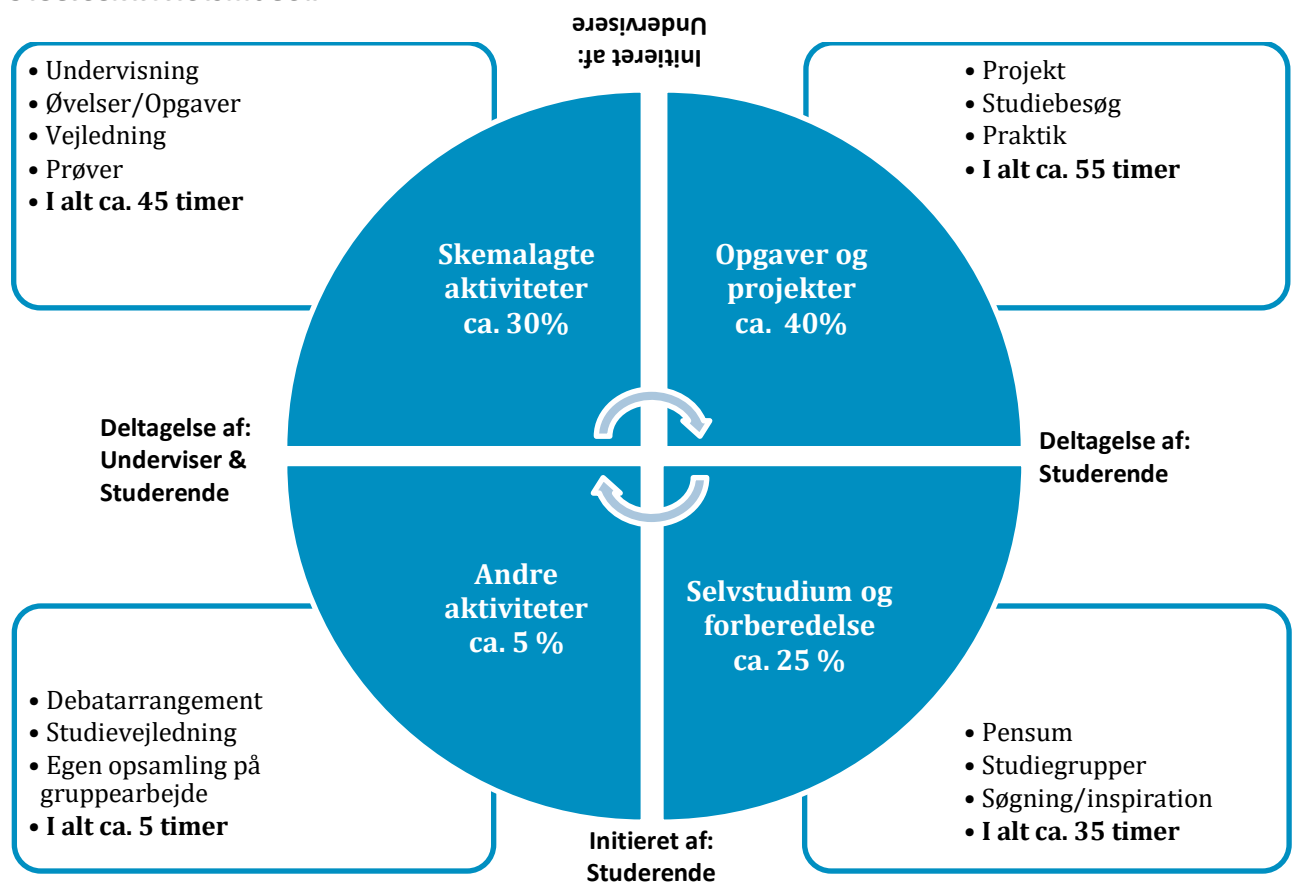 Initieret af:
Undervisere
• Undervisning
• Øvelser/Opgaver
• Vejledning
• Prøver
• I alt ca. 45 timer
• Projekt
• Studiebesøg
• Praktik
• I alt ca. 55 timer
Skemalagte
aktiviteter
ca. 30%
Opgaver og
projekter
ca. 40%
Deltagelse af:
Underviser &
Studerende
Deltagelse af:
Studerende
Andre
aktiviteter
ca. 5 %
Selvstudium og
forberedelse
ca. 25 %
• Debatarrangement
• Studievejledning
• Egen opsamling på
gruppearbejde
• I alt ca. 5 timer
• Pensum
• Studiegrupper
• Søgning/inspiration
• I alt ca. 35 timer
Initieret af:
Studerende